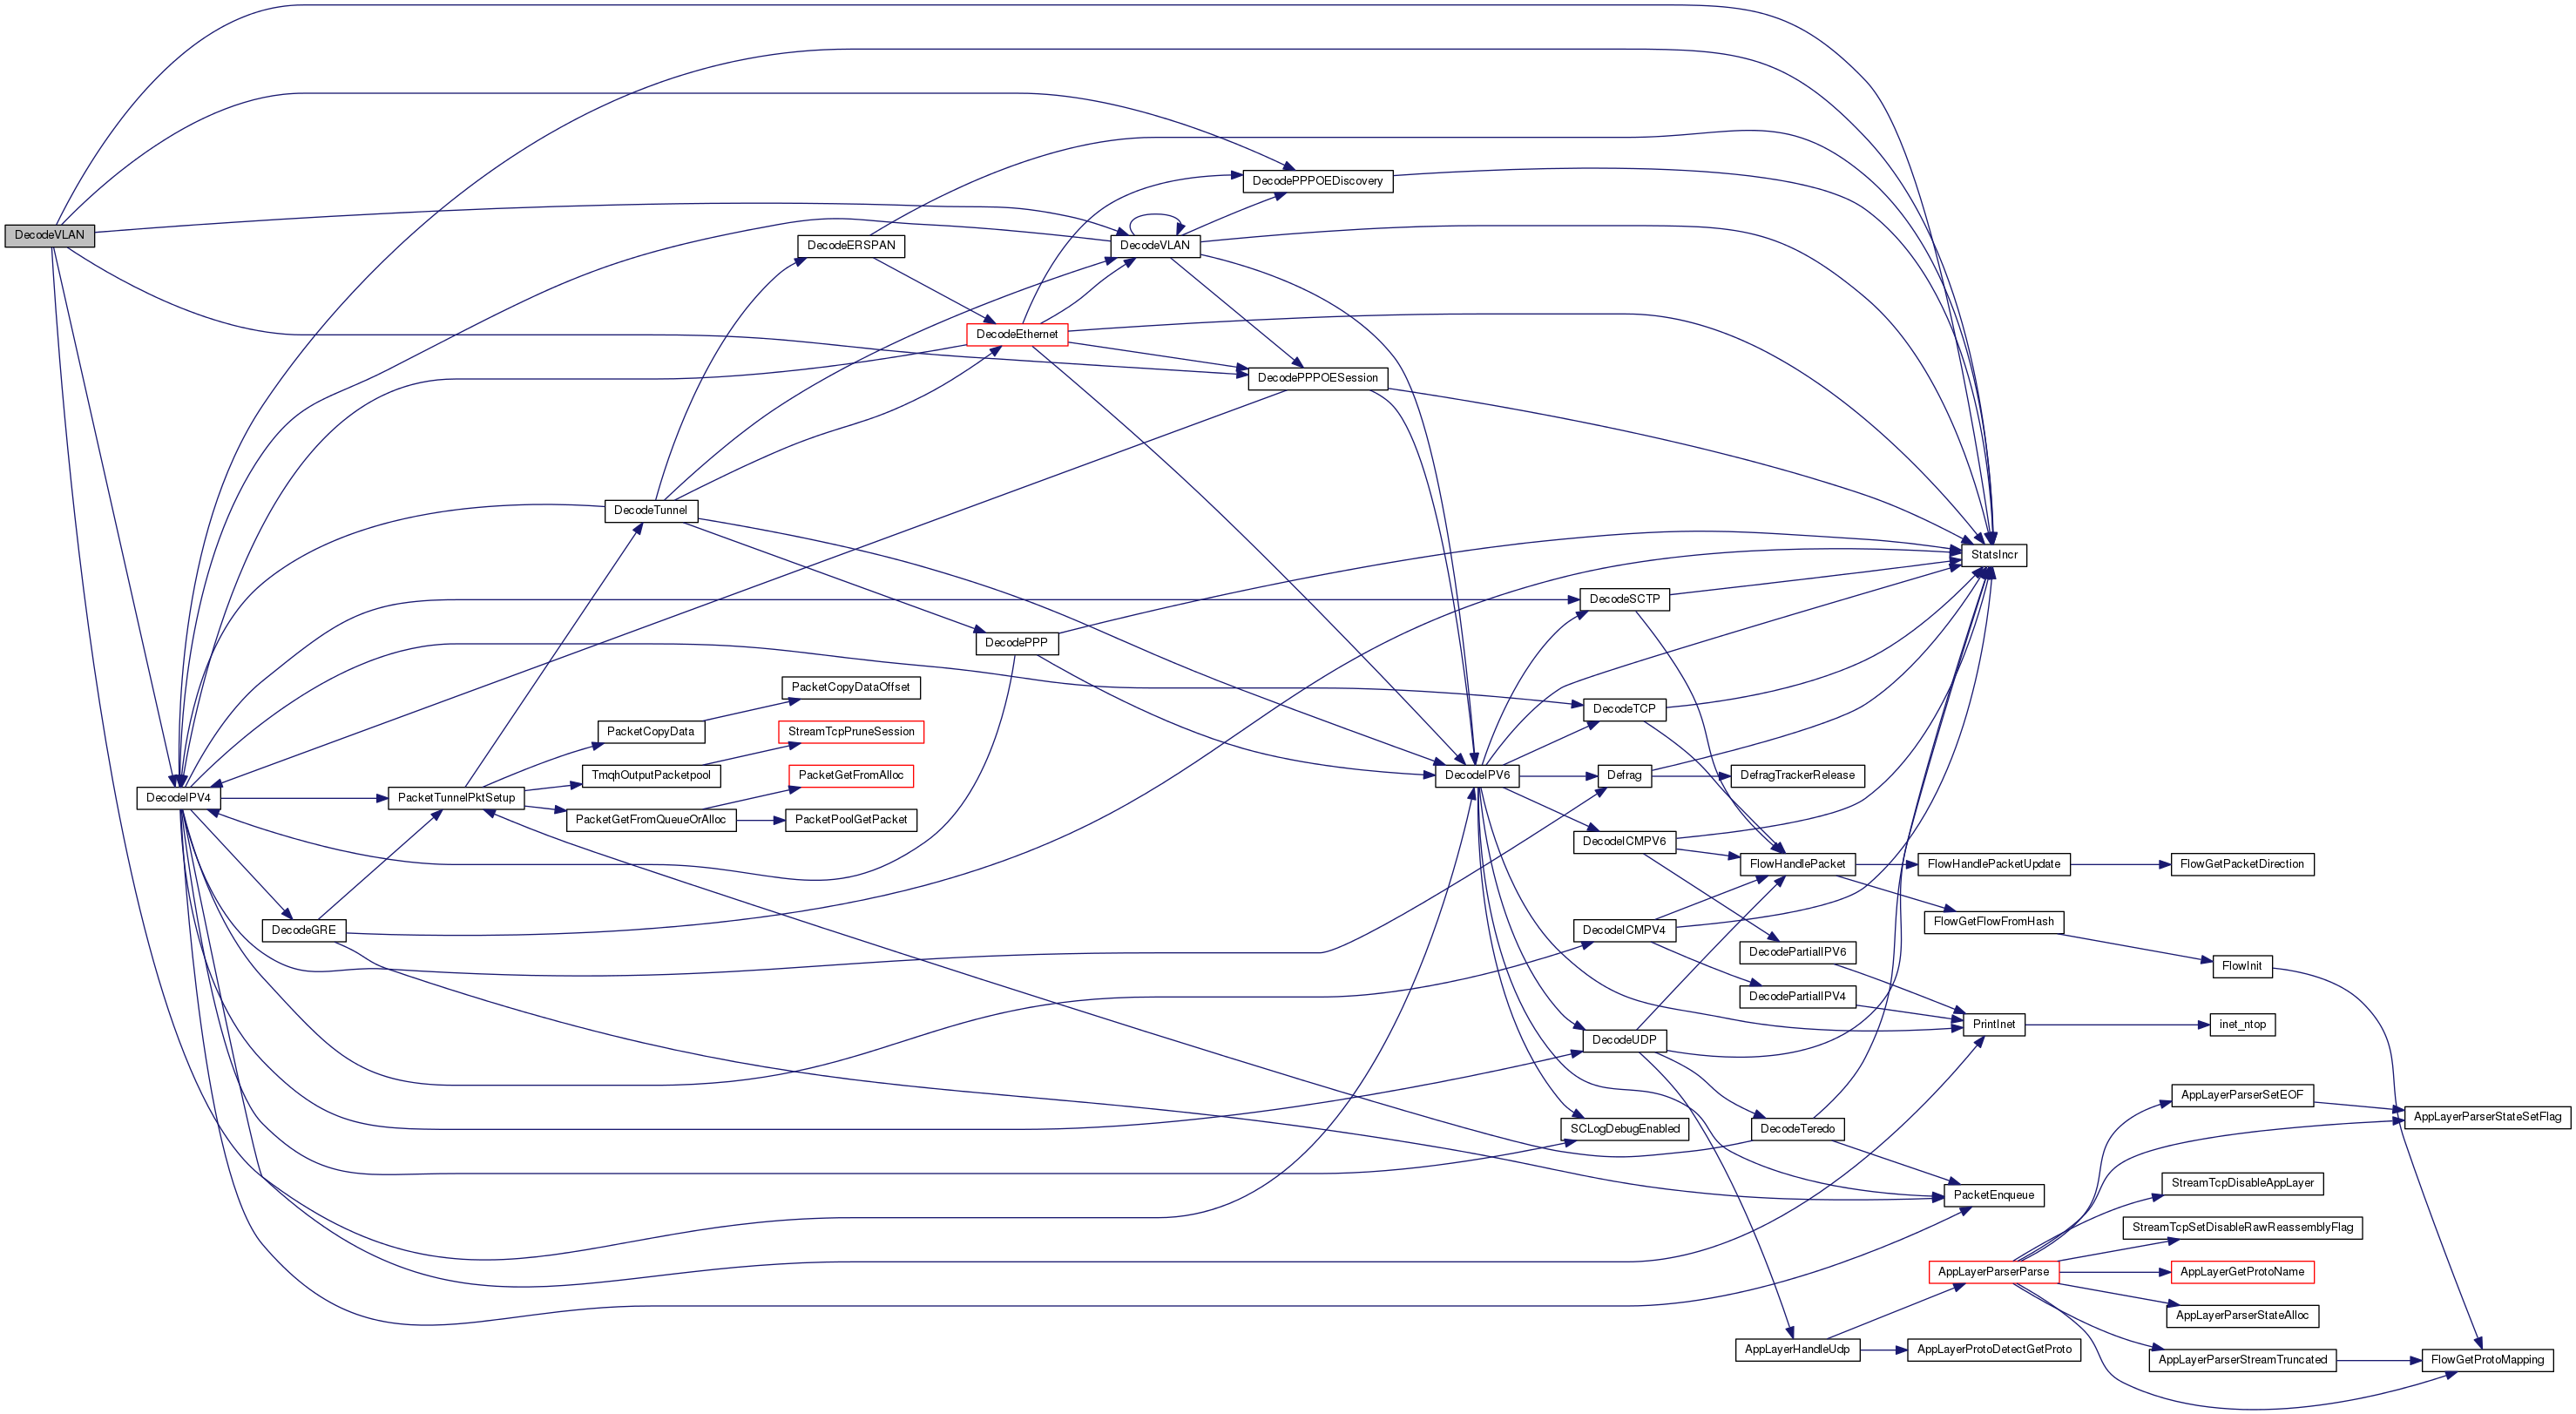 DecodeVLAN
DecodePPPOEDiscovery
DecodeERSPAN
DecodeVLAN
DecodeEthernet
DecodePPPOESession
DecodeTunnel
StatsIncr
DecodeSCTP
DecodePPP
PacketCopyDataOffset
DecodeTCP
PacketCopyData
StreamTcpPruneSession
TmqhOutputPacketpool
PacketGetFromAlloc
DecodeIPV6
Defrag
DefragTrackerRelease
DecodeIPV4
PacketTunnelPktSetup
PacketGetFromQueueOrAlloc
PacketPoolGetPacket
DecodeICMPV6
FlowHandlePacket
FlowHandlePacketUpdate
FlowGetPacketDirection
DecodeGRE
DecodeICMPV4
FlowGetFlowFromHash
DecodePartialIPV6
FlowInit
DecodePartialIPV4
PrintInet
inet_ntop
DecodeUDP
AppLayerParserSetEOF
AppLayerParserStateSetFlag
SCLogDebugEnabled
DecodeTeredo
StreamTcpDisableAppLayer
PacketEnqueue
StreamTcpSetDisableRawReassemblyFlag
AppLayerParserParse
AppLayerGetProtoName
AppLayerParserStateAlloc
AppLayerHandleUdp
AppLayerProtoDetectGetProto
AppLayerParserStreamTruncated
FlowGetProtoMapping